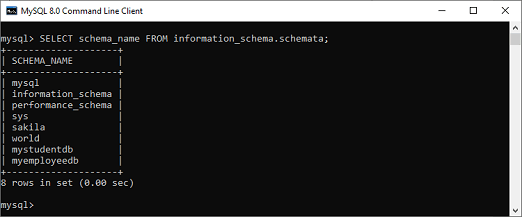 MySQL 8.0 Command Line Client
mysql> SELECT schema_name FROM information_schema.schemata;
+--------------------+
| SCHEMA_NAME        |
+--------------------+
| mysql              |
| information_schema |
| performance_schema |
| sys                |
| sakila             |
| world              |
| mystudentdb        |
| myemployeedb       |
+--------------------+
8 rows in set (0.00 sec)
mysql>